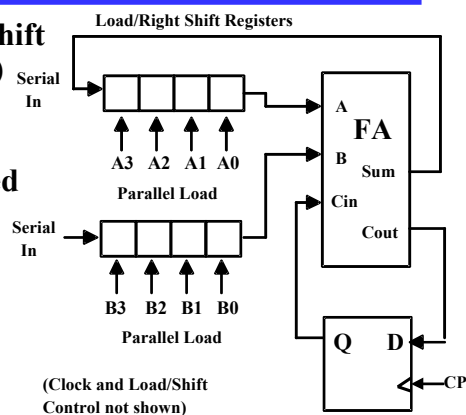 Load/Right Shift Registers
hift
)
Serial
In
A3 A2 A1 A0
Parallel Load
ed
Serial
In
B3 B2 B1 B0
Parallel Load
(Clock and Load/Shift
Control not shown)
A
FA
B
Sum
Cin
Cout
Q D
CP